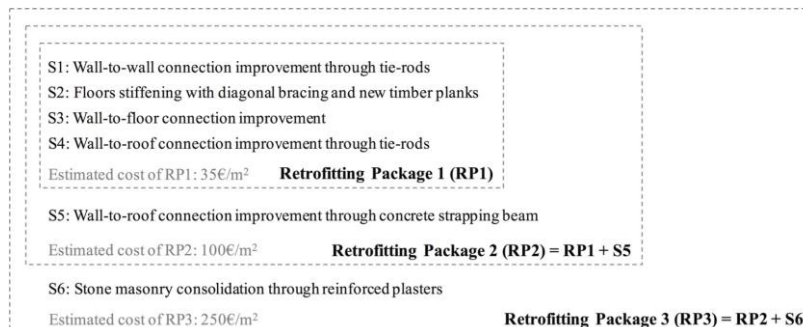 S1: Wall-to-wall connection improvement through tie-rods
S2: Floors stiffening with diagonal bracing and new timber planks
S3: Wall-to-floor connection improvement
S4: Wall-to-roof connection improvement through tie-rods
Estimated cost of RP1: 35€/m² Retrofitting Package 1 (RP1)
S5: Wall-to-roof connection improvement through concrete strapping beam
Estimated cost of RP2: 100€/m² Retrofitting Package 2 (RP2) = RP1 + S5
S6: Stone masonry consolidation through reinforced plasters
Estimated cost of RP3: 250€/m² Retrofitting Package 3 (RP3) = RP2 + S6